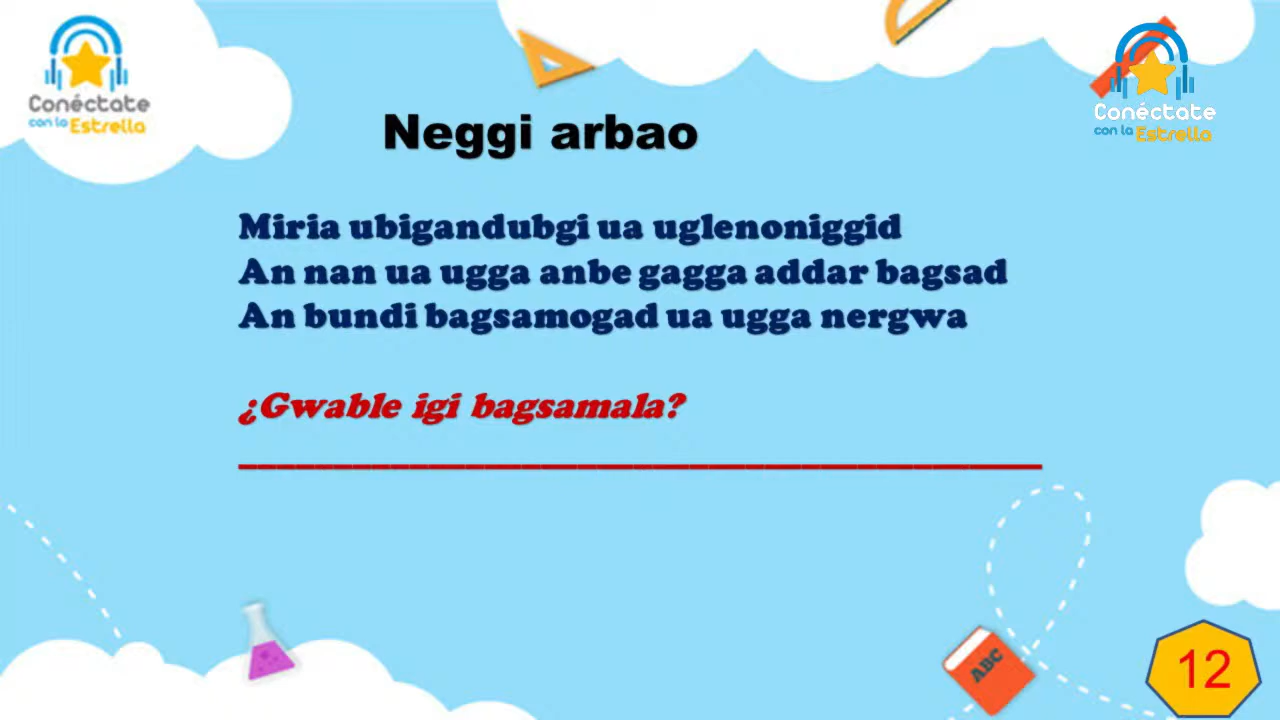 Conéctate
con la Estrella
Conéctate
con la Estrella
Neggi arbao
Miria ubigandubgi ua uglenoniggid
An nan ua ugga anbe gagga addar bagsad
An bundi bagsamogad ua ugga nergwa
¿Gwable igi bagsamala?
ABC
12